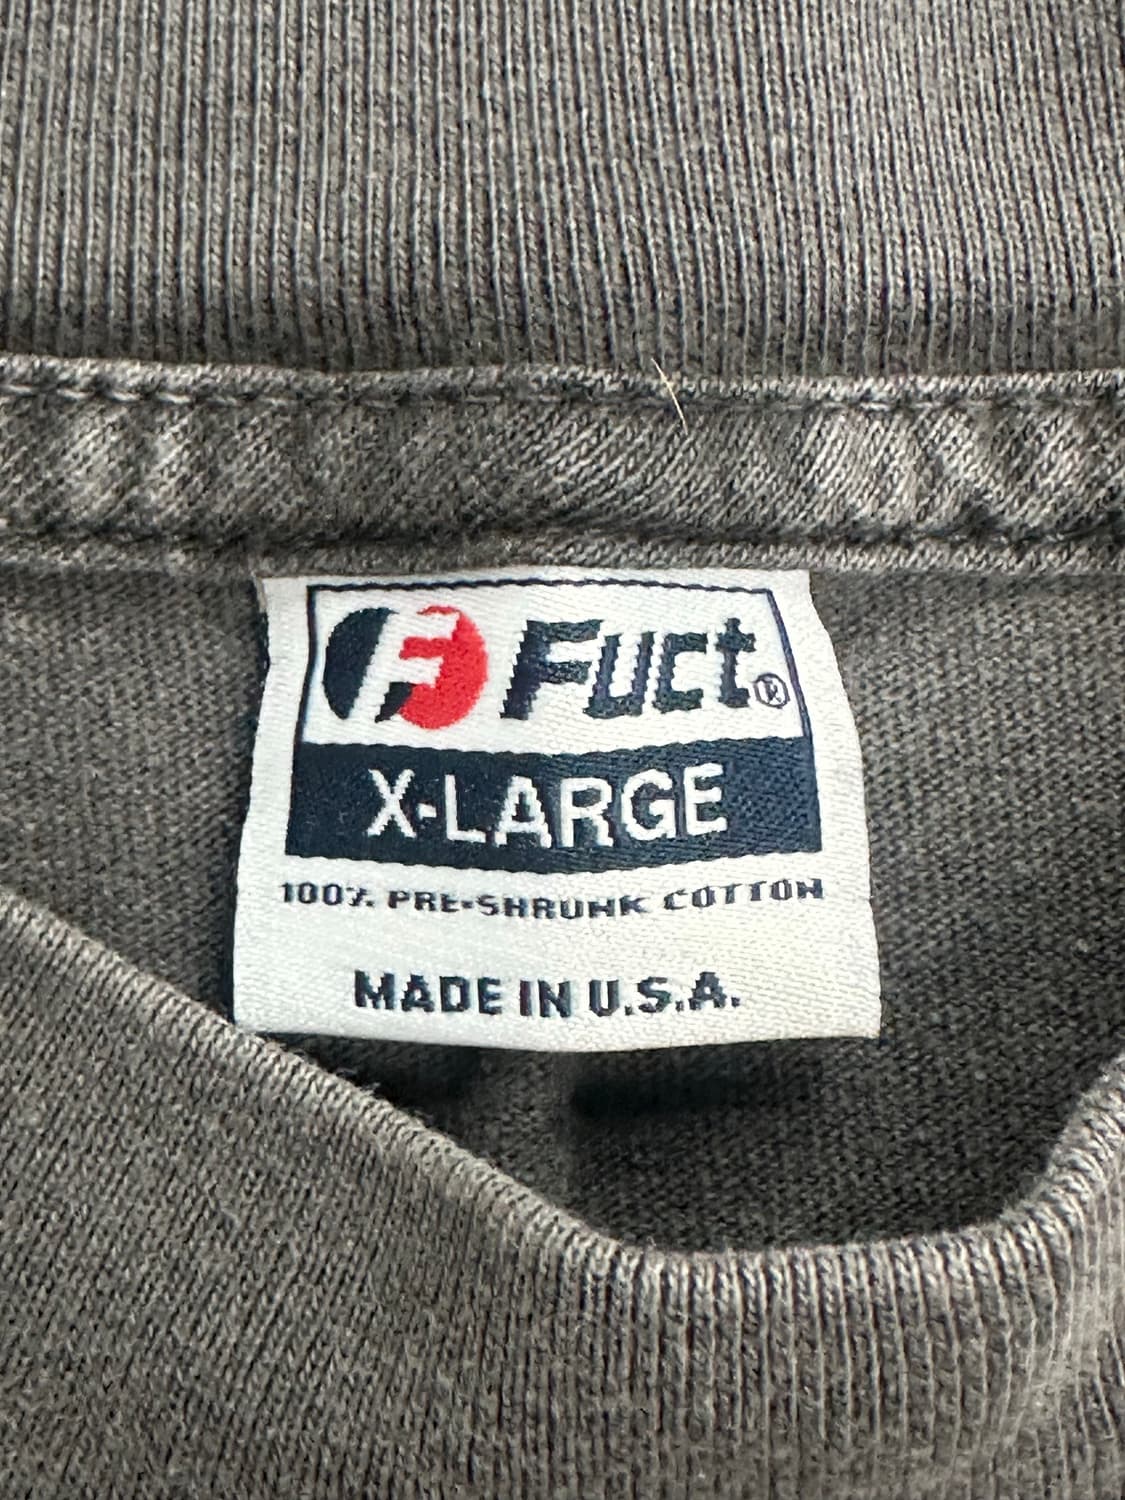 F Fuct®
X-LARGE
100% PRE-SHRUNK COTTON
MADE IN U.S.A.